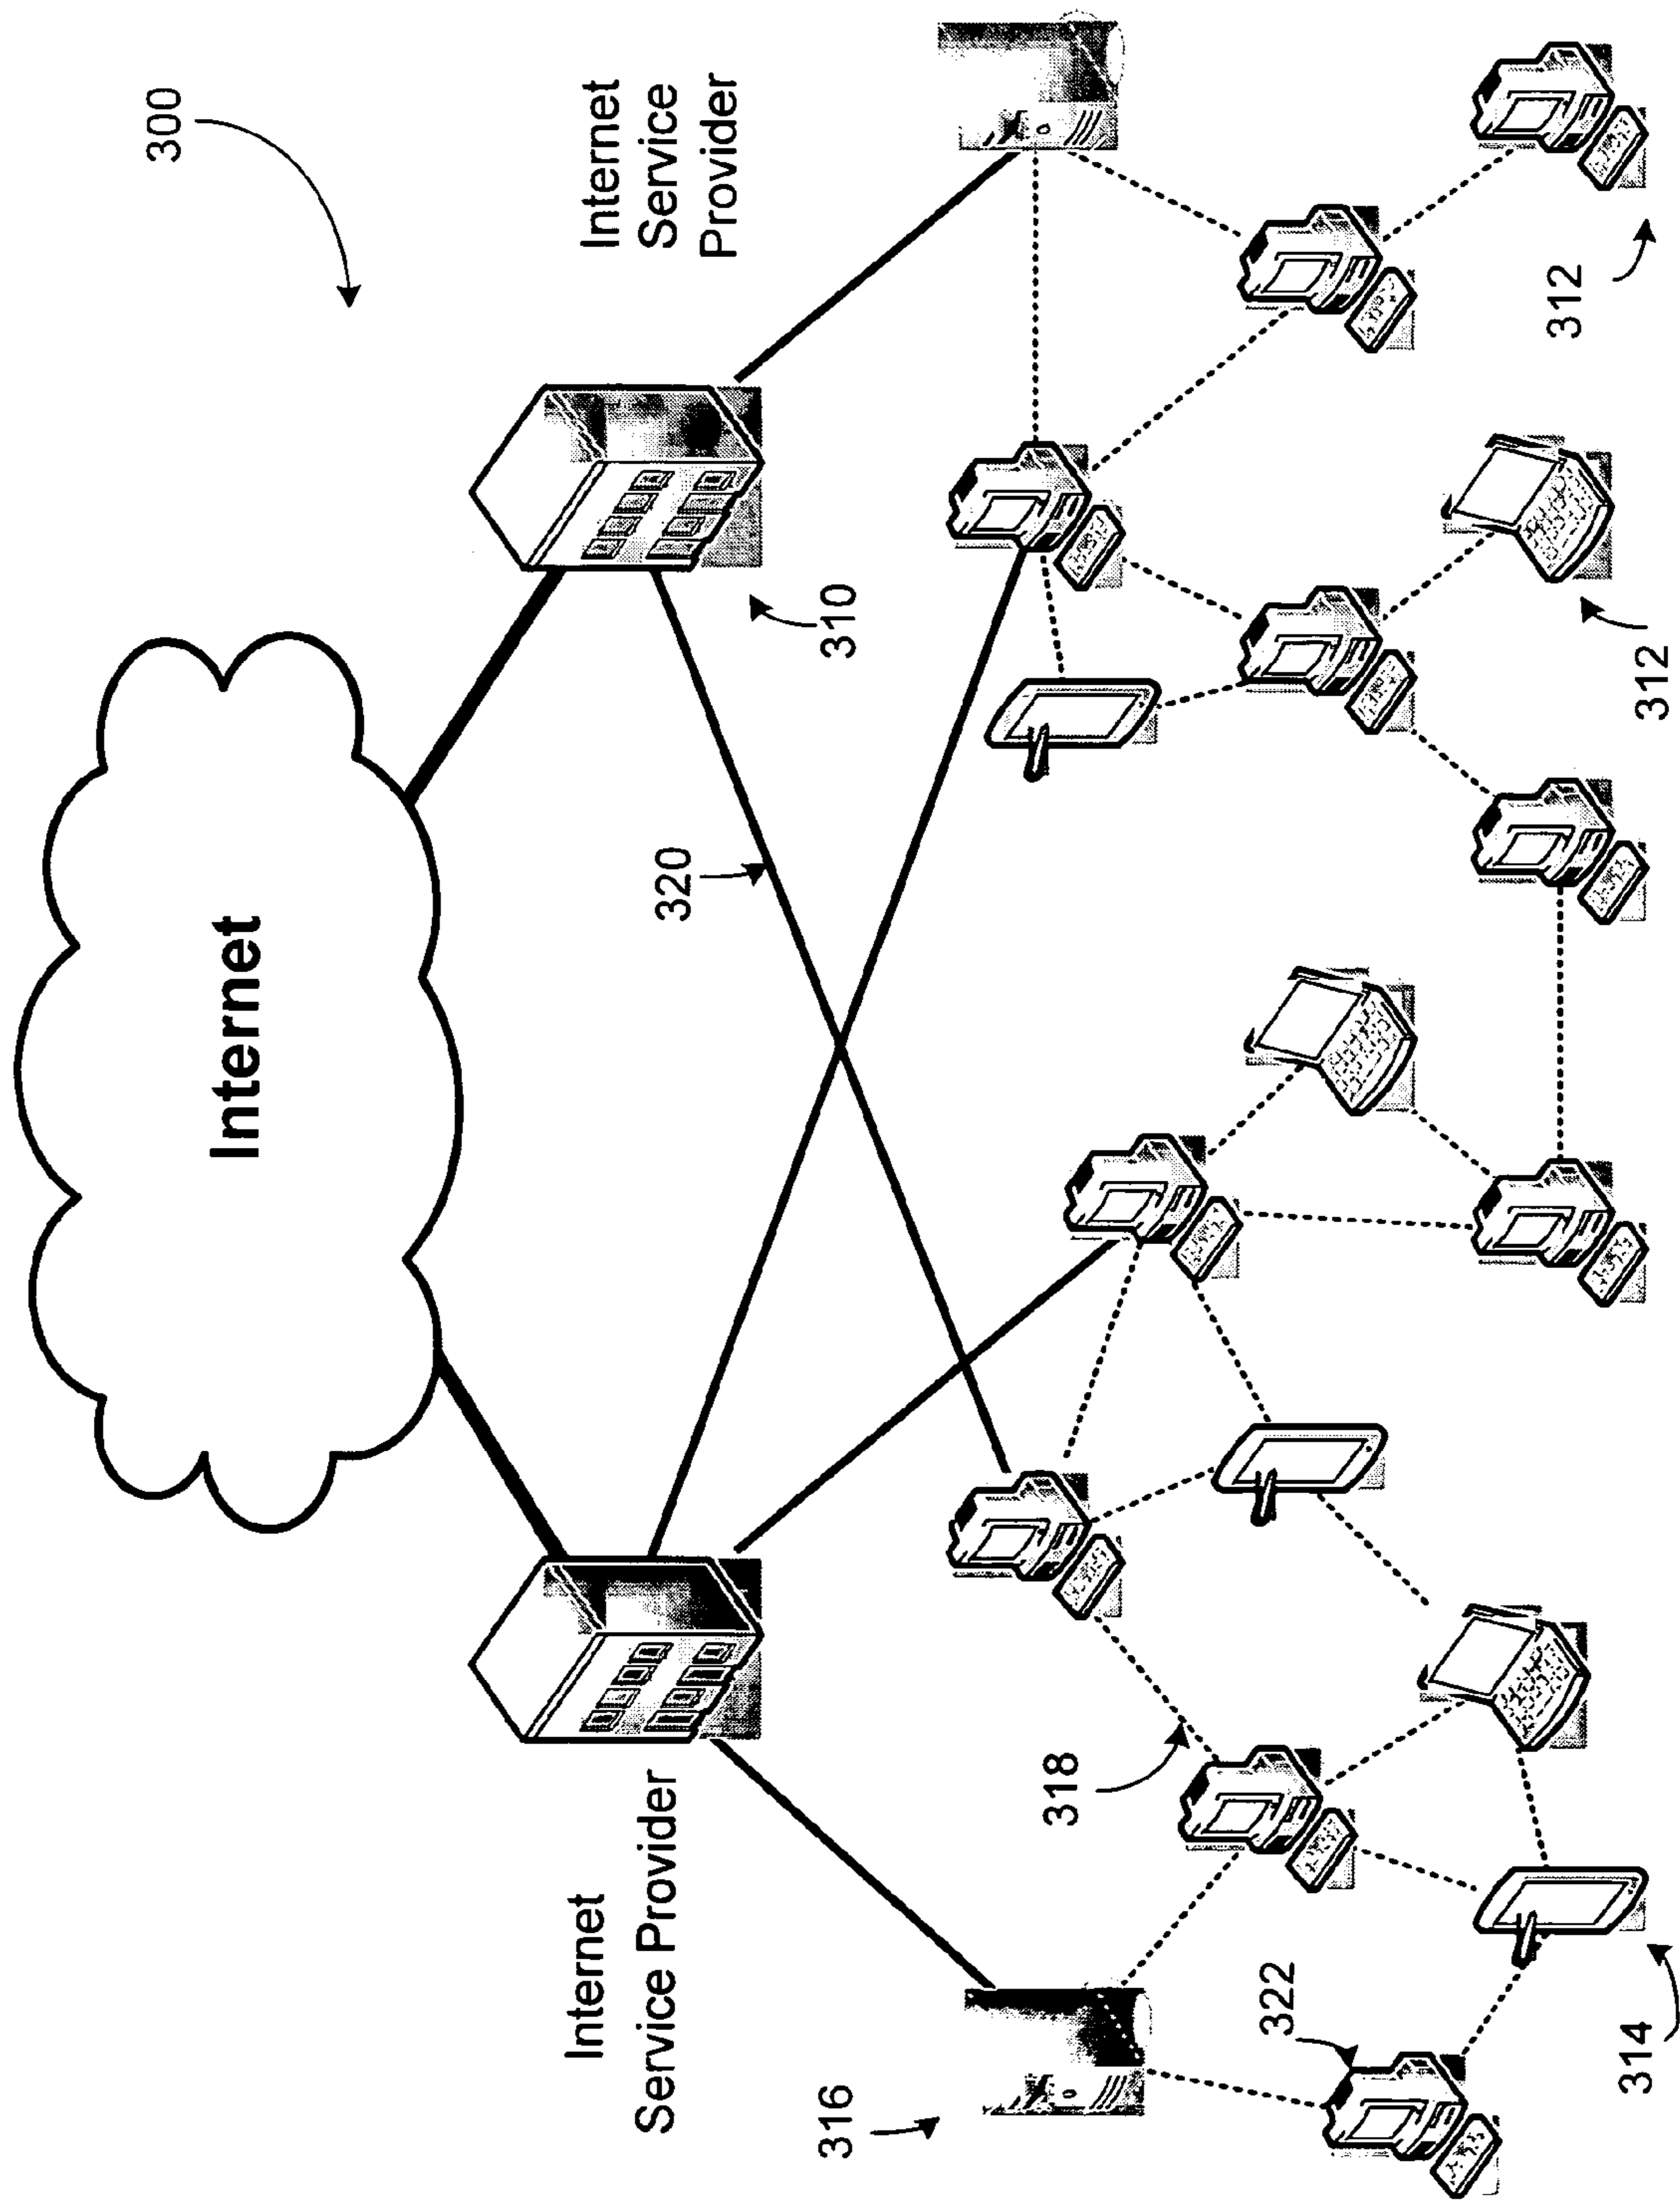 300
Internet
Internet
Service Provider
Internet
Service
Provider
310
320
316
318
322
314
312
312